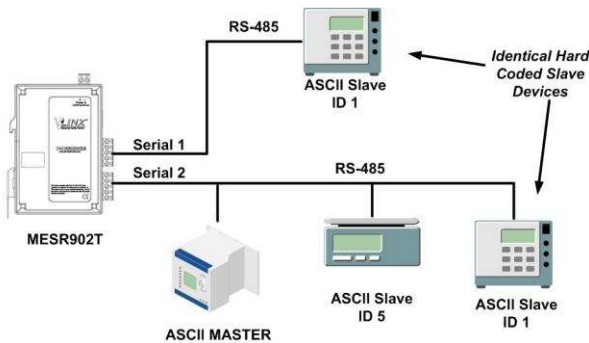 RS-485
ASCII Slave
ID 1
Identical Hard
Coded Slave
Devices
VLINX
Serial 1
Serial 2
RS-485
MESR902T
ASCII MASTER
ASCII Slave
ID 5
ASCII Slave
ID 1